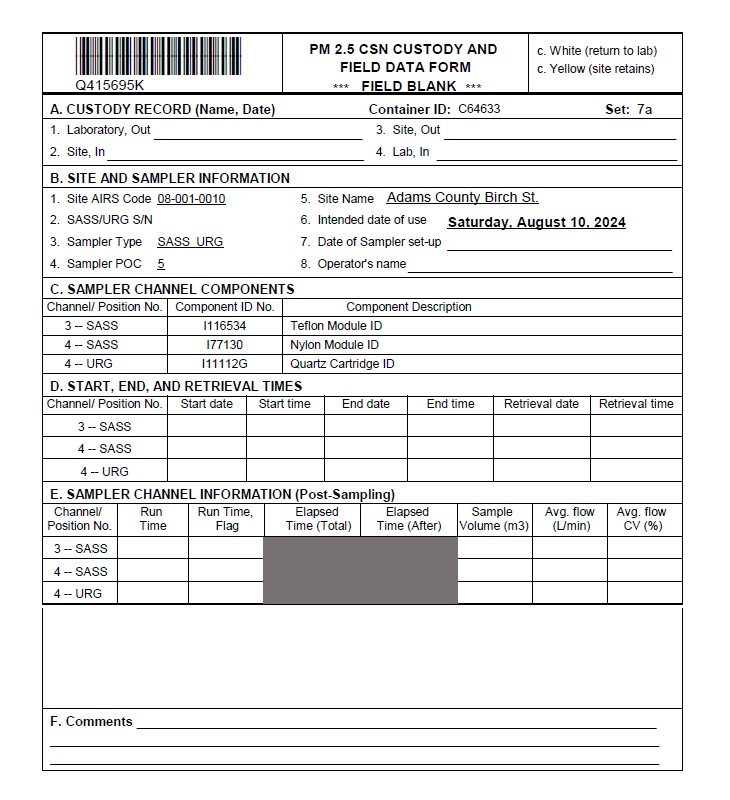 Q415695K
PM 2.5 CSN CUSTODY AND
FIELD DATA FORM
*** FIELD BLANK ***
c. White (return to lab)
c. Yellow (site retains)
A. CUSTODY RECORD (Name, Date) Container ID: C64633 Set: 7a
1. Laboratory, Out 3. Site, Out
2. Site, In 4. Lab, In
B. SITE AND SAMPLER INFORMATION
1. Site AIRS Code 08-001-0010 5. Site Name Adams County Birch St.
2. SASS/URG S/N 6. Intended date of use Saturday, August 10, 2024
3. Sampler Type SASS URG 7. Date of Sampler set-up
4. Sampler POC 5 8. Operator's name
C. SAMPLER CHANNEL COMPONENTS
Channel/ Position No. Component ID No. Component Description
3 -- SASS I116534 Teflon Module ID
4 -- SASS I77130 Nylon Module ID
4 -- URG I11112G Quartz Cartridge ID
D. START, END, AND RETRIEVAL TIMES
Channel/ Position No. Start date Start time End date End time Retrieval date Retrieval time
3 -- SASS
4 -- SASS
4 -- URG
E. SAMPLER CHANNEL INFORMATION (Post-Sampling)
Channel/ Run Run Time, Elapsed Elapsed Sample Avg. flow Avg. flow
Position No. Time Flag Time (Total) Time (After) Volume (m3) (L/min) CV (%)
3 -- SASS
4 -- SASS
4 -- URG
F. Comments